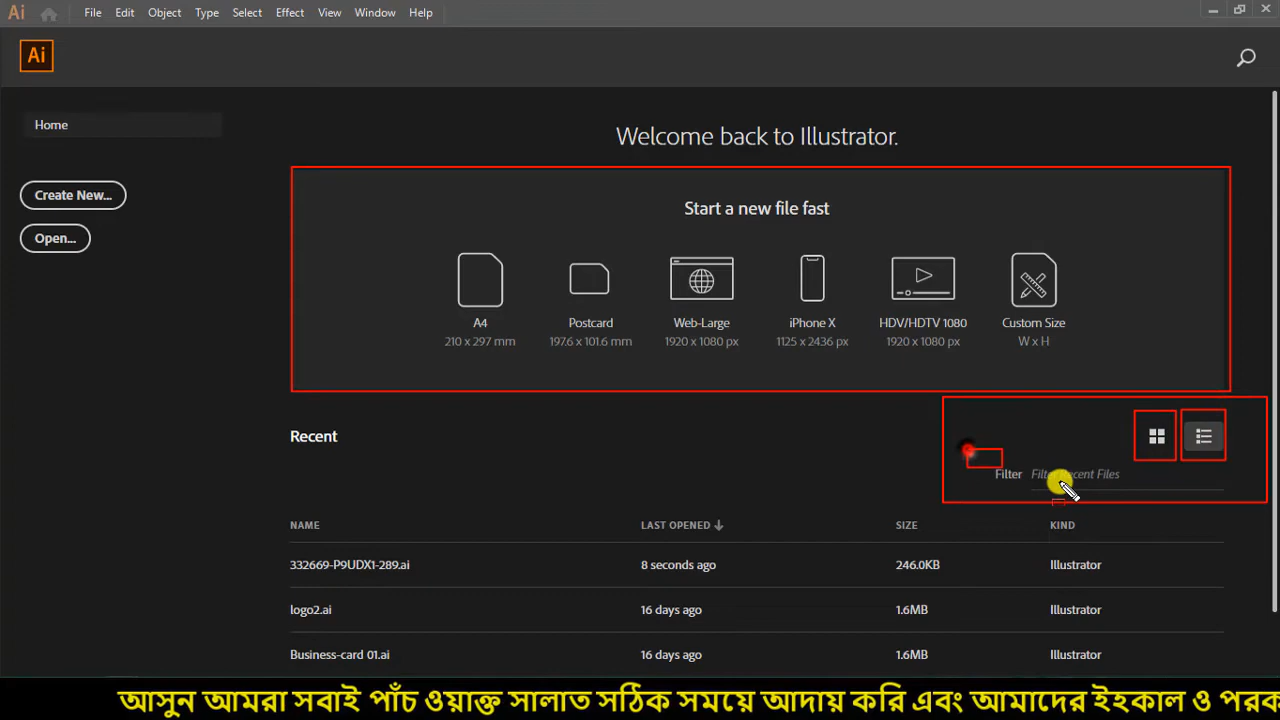 Ai File Edit Object Type Select Effect View Window Help
Ai
Home
Welcome back to Illustrator.
Create New...
Open...
Start a new file fast
A4 Postcard Web-Large iPhone X HDV/HDTV 1080 Custom Size
210 x 297 mm 197.6 x 101.6 mm 1920 x 1080 px 1125 x 2436 px 1920 x 1080 px W x H
Recent
Filter Filter Recent Files
NAME LAST OPENED SIZE KIND
332669-P9UDX1-289.ai 8 seconds ago 246.0KB Illustrator
logo2.ai 16 days ago 1.6MB Illustrator
Business-card 01.ai 16 days ago 1.6MB Illustrator
আসুন আমরা সবাই পাঁচ ওয়াক্ত সালাত সঠিক সময়ে আদায় করি এবং আমাদের ইহকাল ও